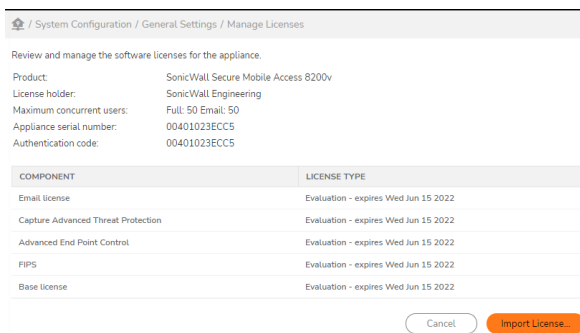 / System Configuration / General Settings / Manage Licenses
Review and manage the software licenses for the appliance.
Product: SonicWall Secure Mobile Access 8200v
License holder: SonicWall Engineering
Maximum concurrent users: Full: 50 Email: 50
Appliance serial number: 00401023ECC5
Authentication code: 00401023ECC5
COMPONENT LICENSE TYPE
Email license Evaluation - expires Wed Jun 15 2022
Capture Advanced Threat Protection Evaluation - expires Wed Jun 15 2022
Advanced End Point Control Evaluation - expires Wed Jun 15 2022
FIPS Evaluation - expires Wed Jun 15 2022
Base license Evaluation - expires Wed Jun 15 2022
Cancel Import License...